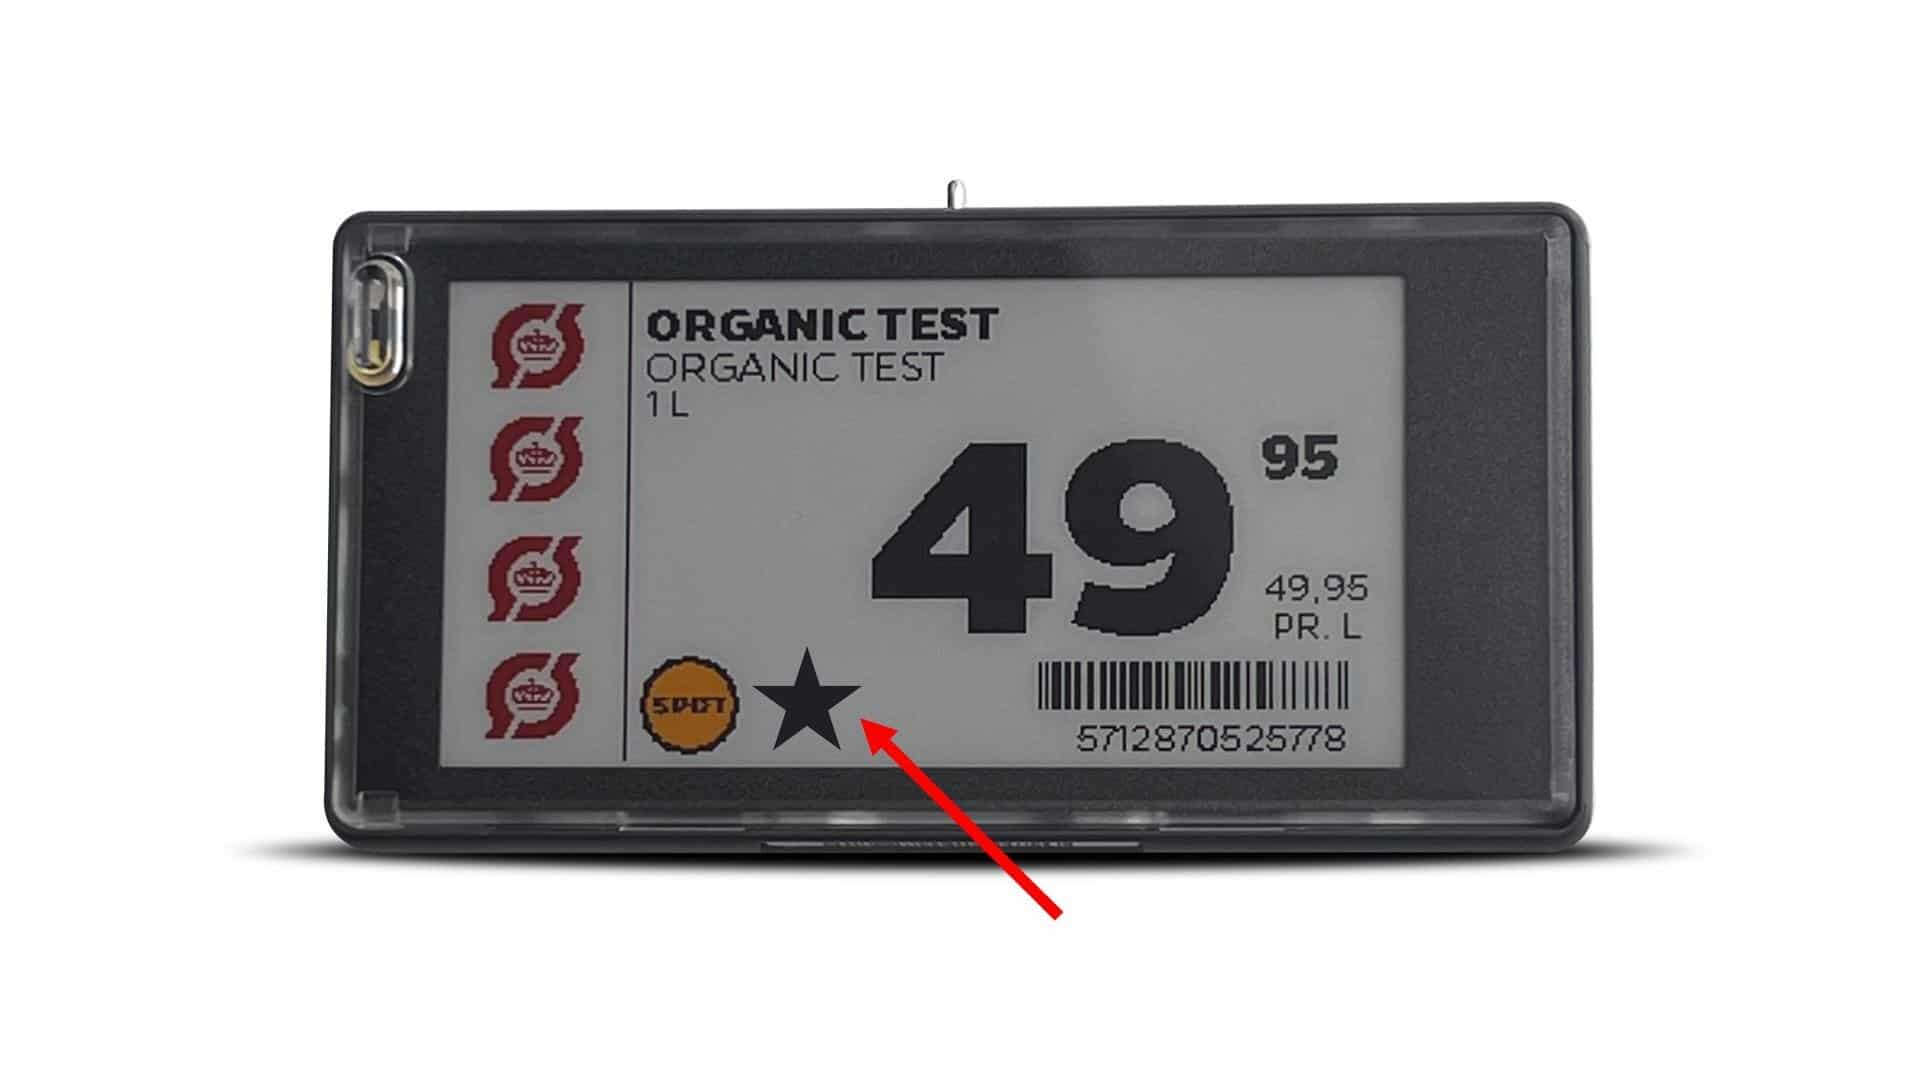 ORGANIC TEST
ORGANIC TEST
1 L
49 95
49,95
PR. L
5712870525778